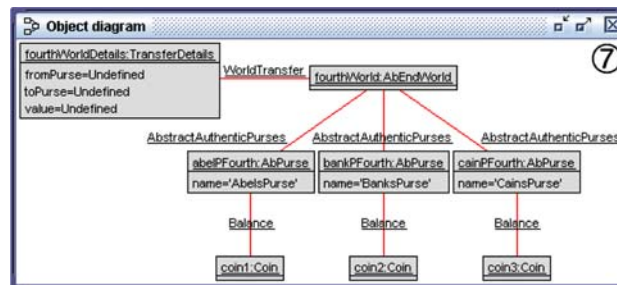 Object diagram
⑦
fourthWorldDetails:TransferDetails
fromPurse=Undefined
toPurse=Undefined
value=Undefined
WorldTransfer
fourthWorld:AbEndWorld
AbstractAuthenticPurses AbstractAuthenticPurses AbstractAuthenticPurses
abelPFourth:AbPurse bankPFourth:AbPurse cainPFourth:AbPurse
name='AbelsPurse' name='BanksPurse' name='CainsPurse'
Balance Balance Balance
coin1:Coin coin2:Coin coin3:Coin